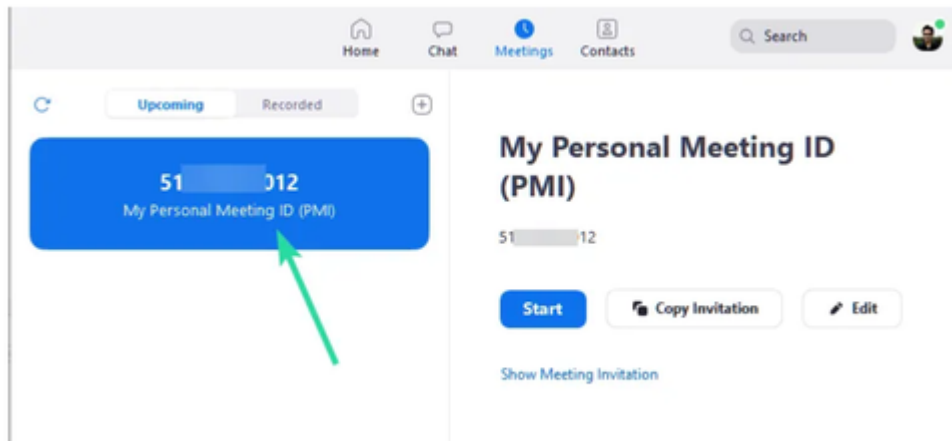 Home Chat Meetings Contacts Search
Upcoming Recorded
51 012
My Personal Meeting ID (PMI)
My Personal Meeting ID
(PMI)
51 12
Start Copy Invitation Edit
Show Meeting Invitation